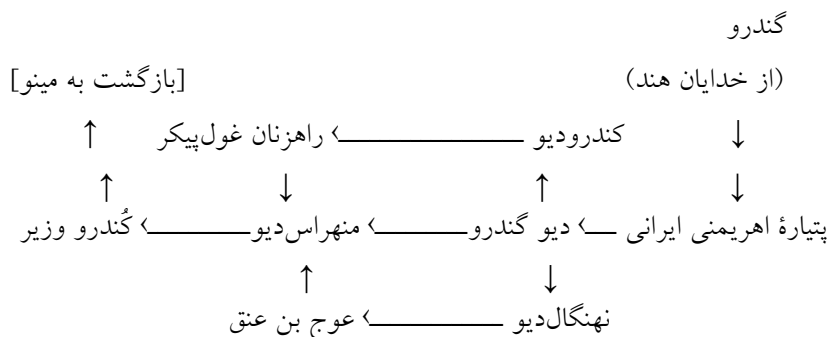 گندرو
(از خدایان هند) [بازگشت به مینو]
↓ کندرودیو ———› راهزنان غول‌پیکر ↑
↓ ↑ ↓ ↑
پتیارۀ اهریمنی ایرانی —› دیو گندرو———› منهراس‌دیو———› کُندرو وزیر
↓ ↑
نهنگال‌دیو ———› عوج بن عنق